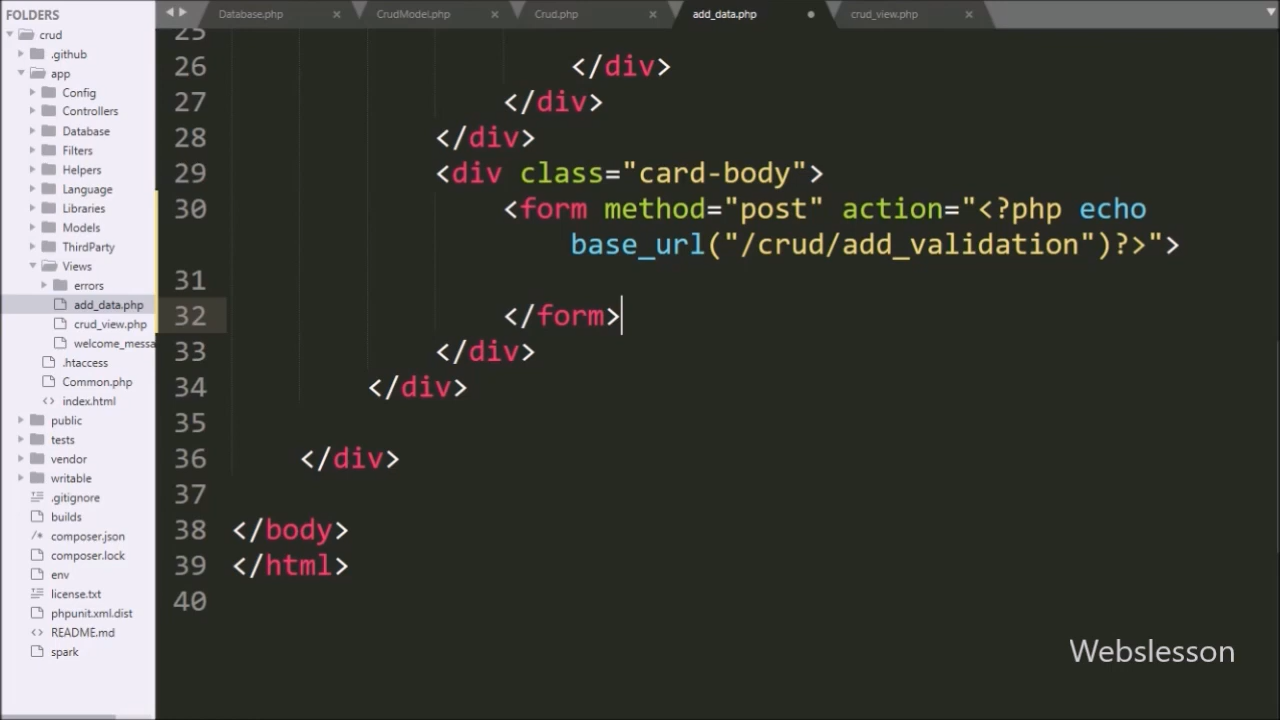 FOLDERS
crud
.github
app
Config
Controllers
Database
Filters
Helpers
Language
Libraries
Models
ThirdParty
Views
errors
add_data.php
crud_view.php
welcome_messa
.htaccess
Common.php
index.html
public
tests
vendor
writable
.gitignore
builds
composer.json
composer.lock
env
license.txt
phpunit.xml.dist
README.md
spark
Database.php
CrudModel.php
Crud.php
add_data.php
crud_view.php
25
26 </div>
27 </div>
28 </div>
29 <div class="card-body">
30 <form method="post" action="<?php echo
base_url("/crud/add_validation")?>">
31
32 </form>
33 </div>
34 </div>
35
36 </div>
37
38 </body>
39 </html>
40
Webslesson